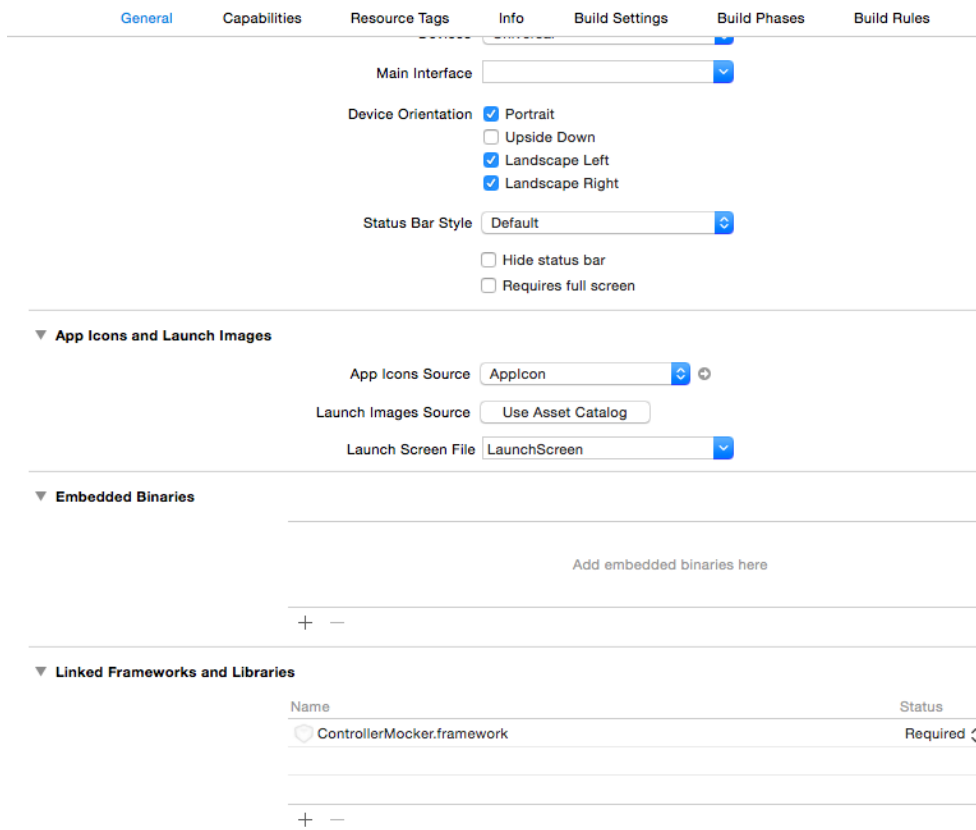 General Capabilities Resource Tags Info Build Settings Build Phases Build Rules
Devices Universal
Main Interface
Device Orientation Portrait
Upside Down
Landscape Left
Landscape Right
Status Bar Style Default
Hide status bar
Requires full screen
App Icons and Launch Images
App Icons Source AppIcon
Launch Images Source Use Asset Catalog
Launch Screen File LaunchScreen
Embedded Binaries
Add embedded binaries here
Linked Frameworks and Libraries
Name Status
ControllerMocker.framework Required